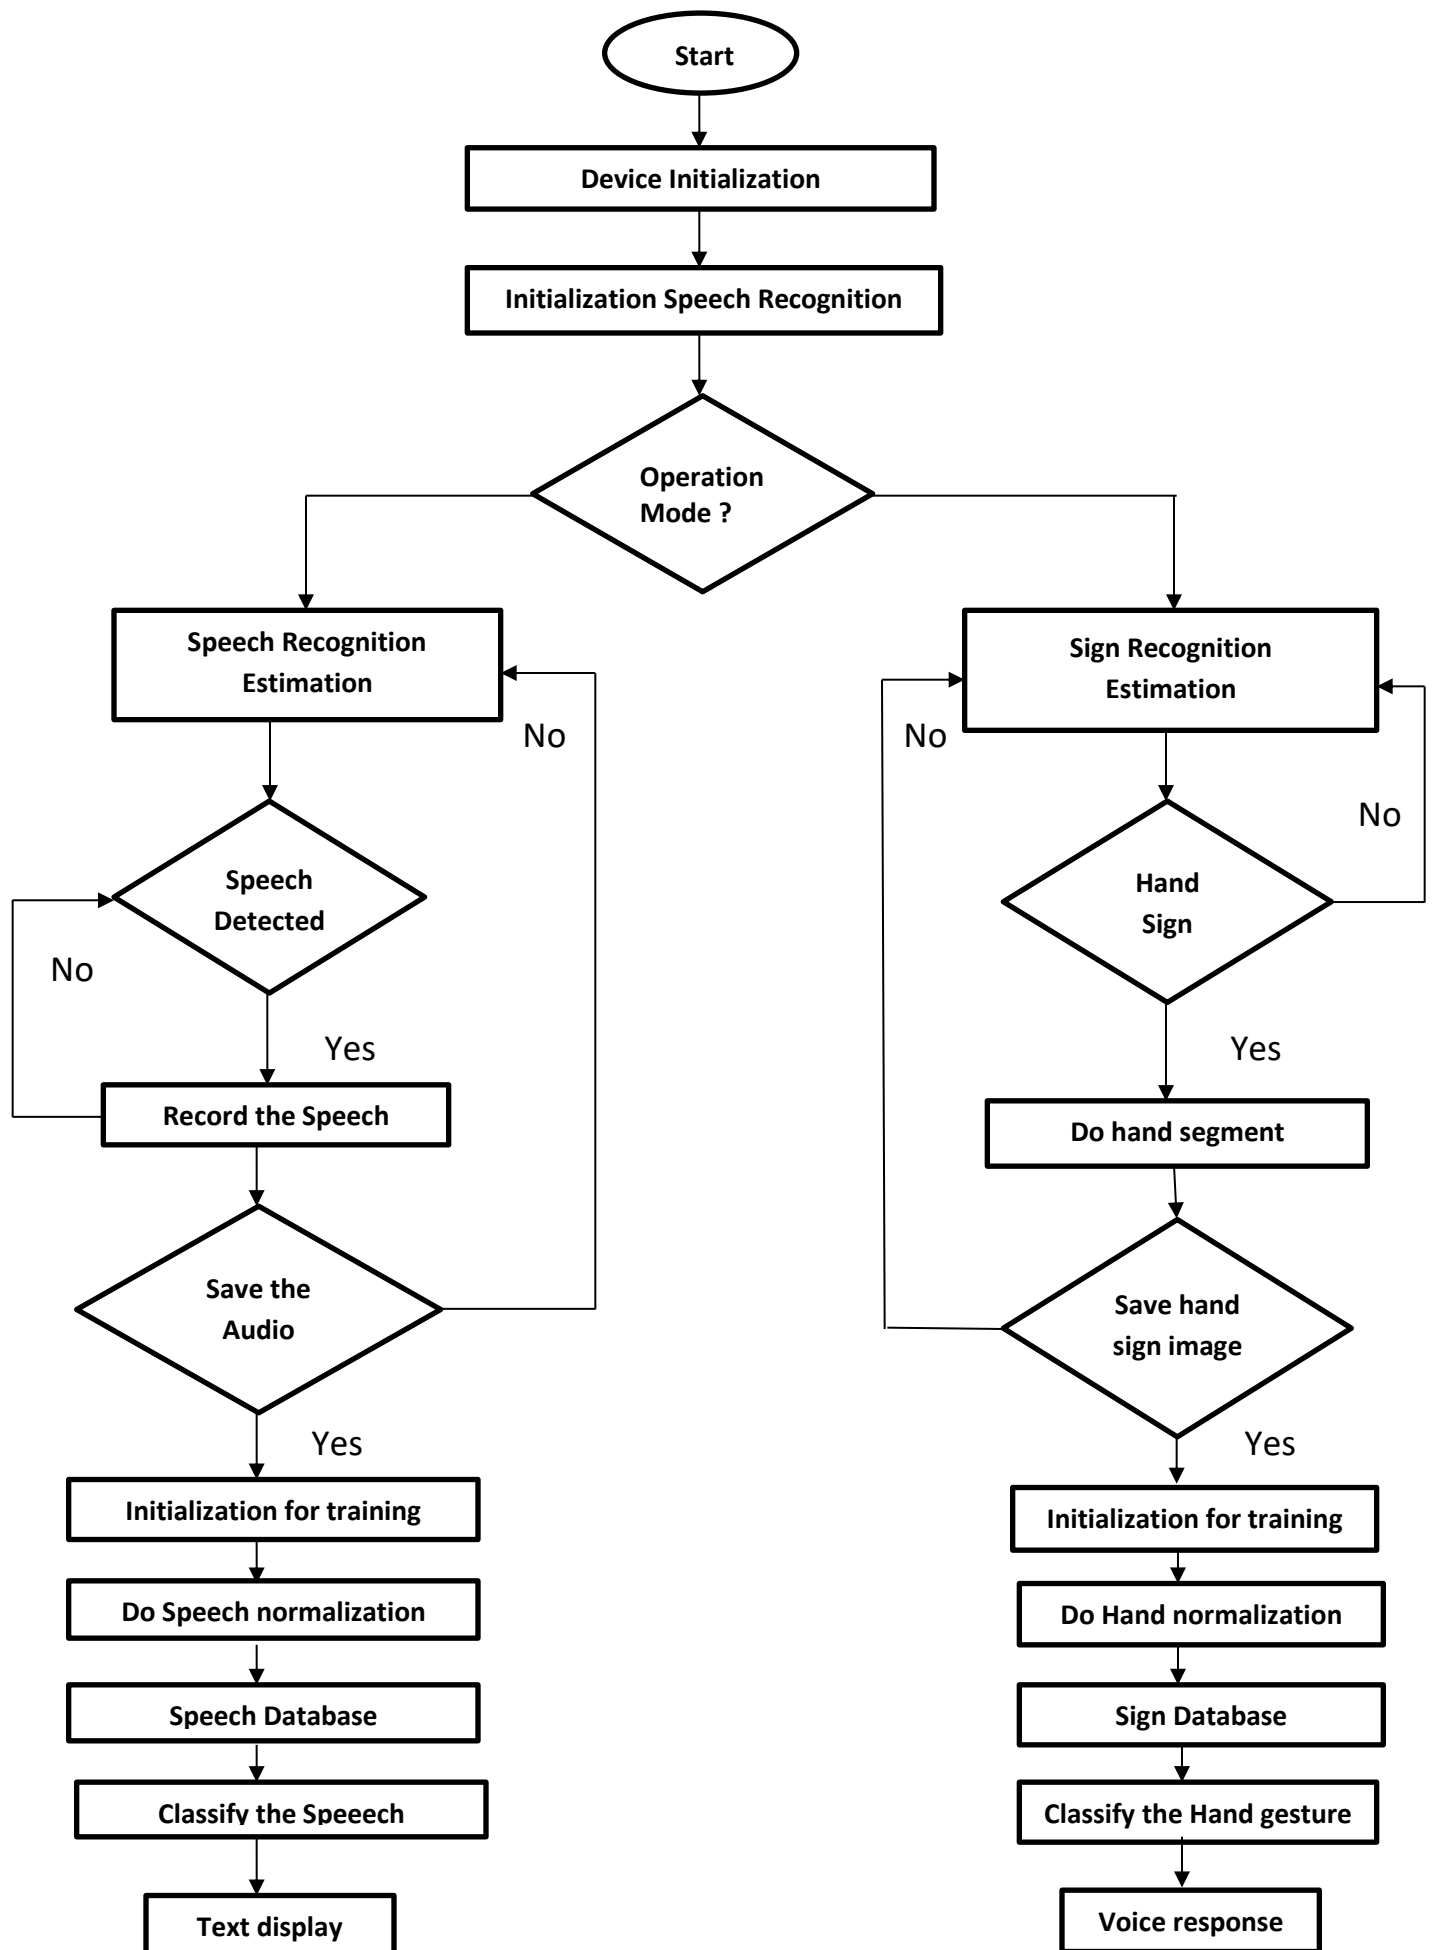 Start
Device Initialization
Initialization Speech Recognition
Operation
Mode ?
Speech Recognition
Estimation
No
Speech
Detected
No
Yes
Record the Speech
Save the
Audio
Yes
Initialization for training
Do Speech normalization
Speech Database
Classify the Speeech
Text display
Sign Recognition
Estimation
No
No
Hand
Sign
Yes
Do hand segment
Save hand
sign image
Yes
Initialization for training
Do Hand normalization
Sign Database
Classify the Hand gesture
Voice response